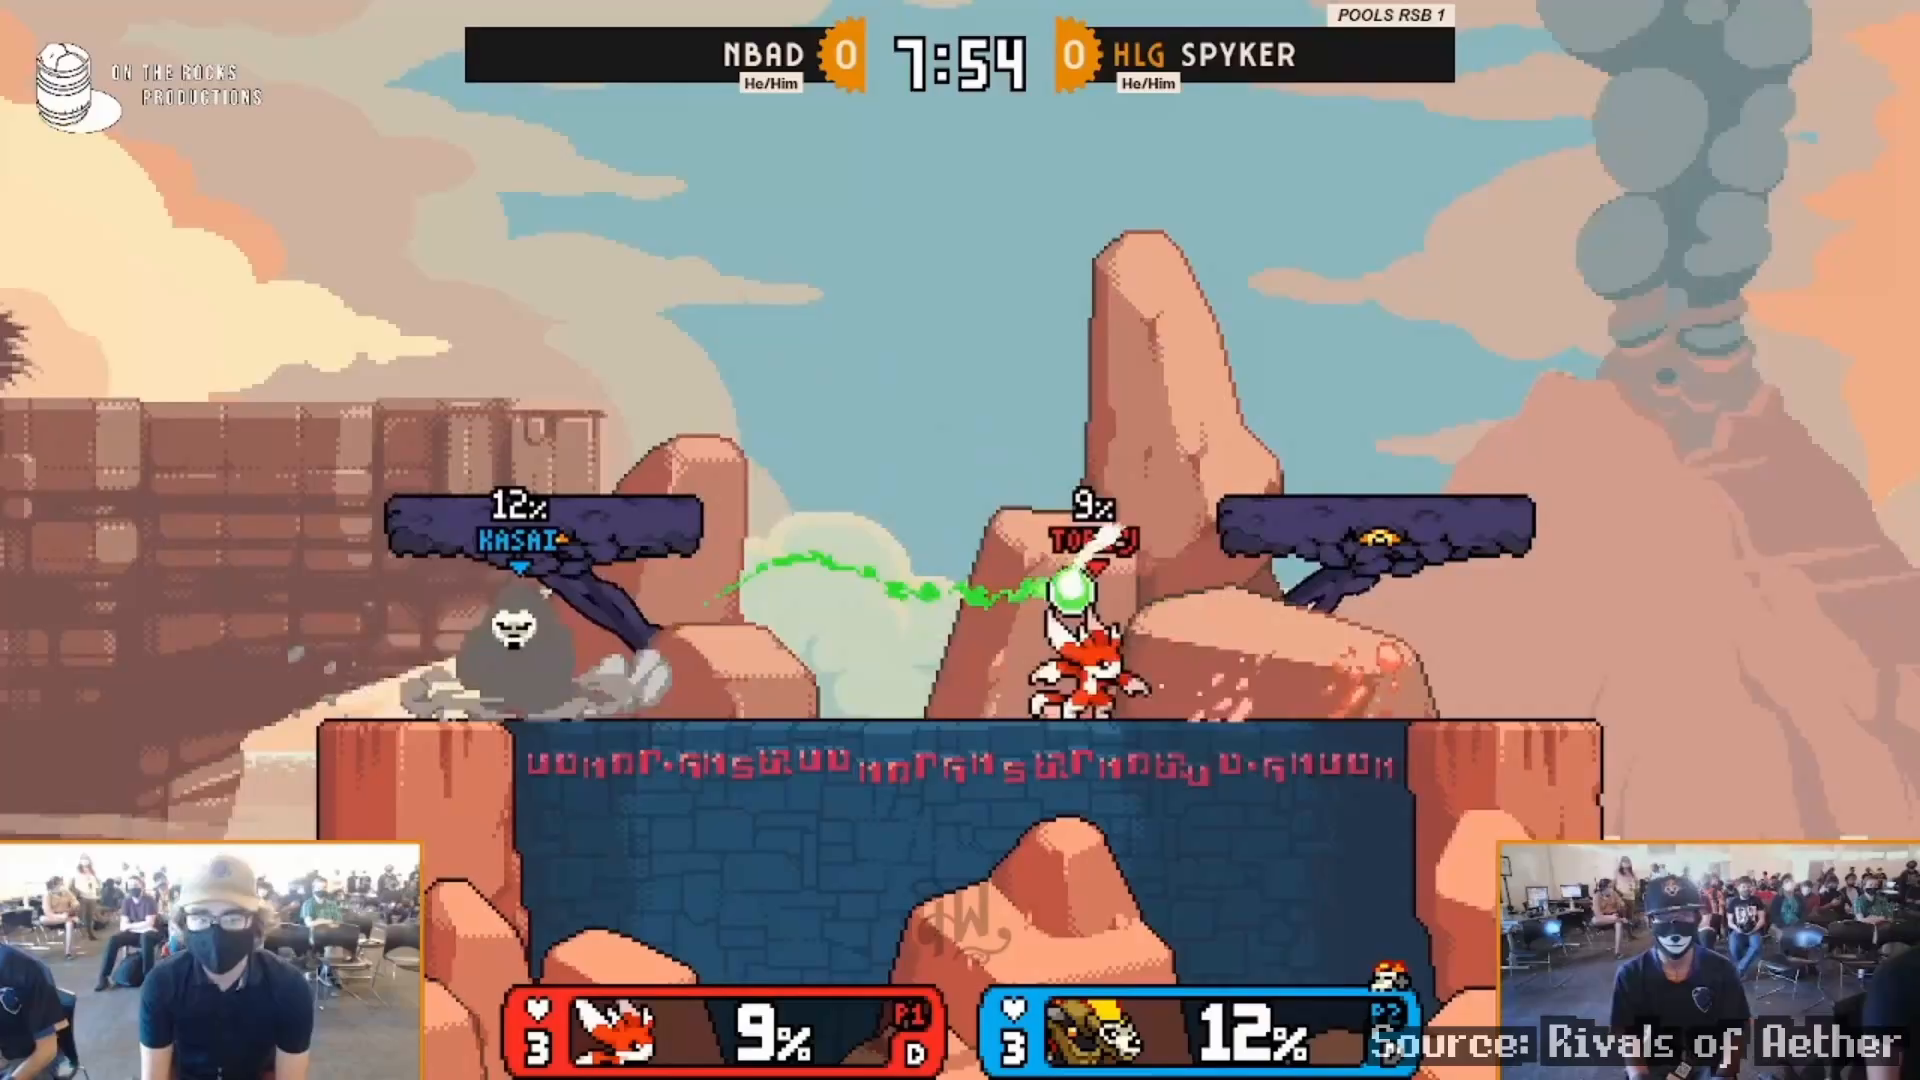 POOLS RSB 1
NBAD 0 7:54 0 HLG SPYKER
He/Him He/Him
ON THE ROCKS
PRODUCTIONS
12% 9%
KASAI
3 9% P1 D
3 12% P2
Source: Rivals of Aether